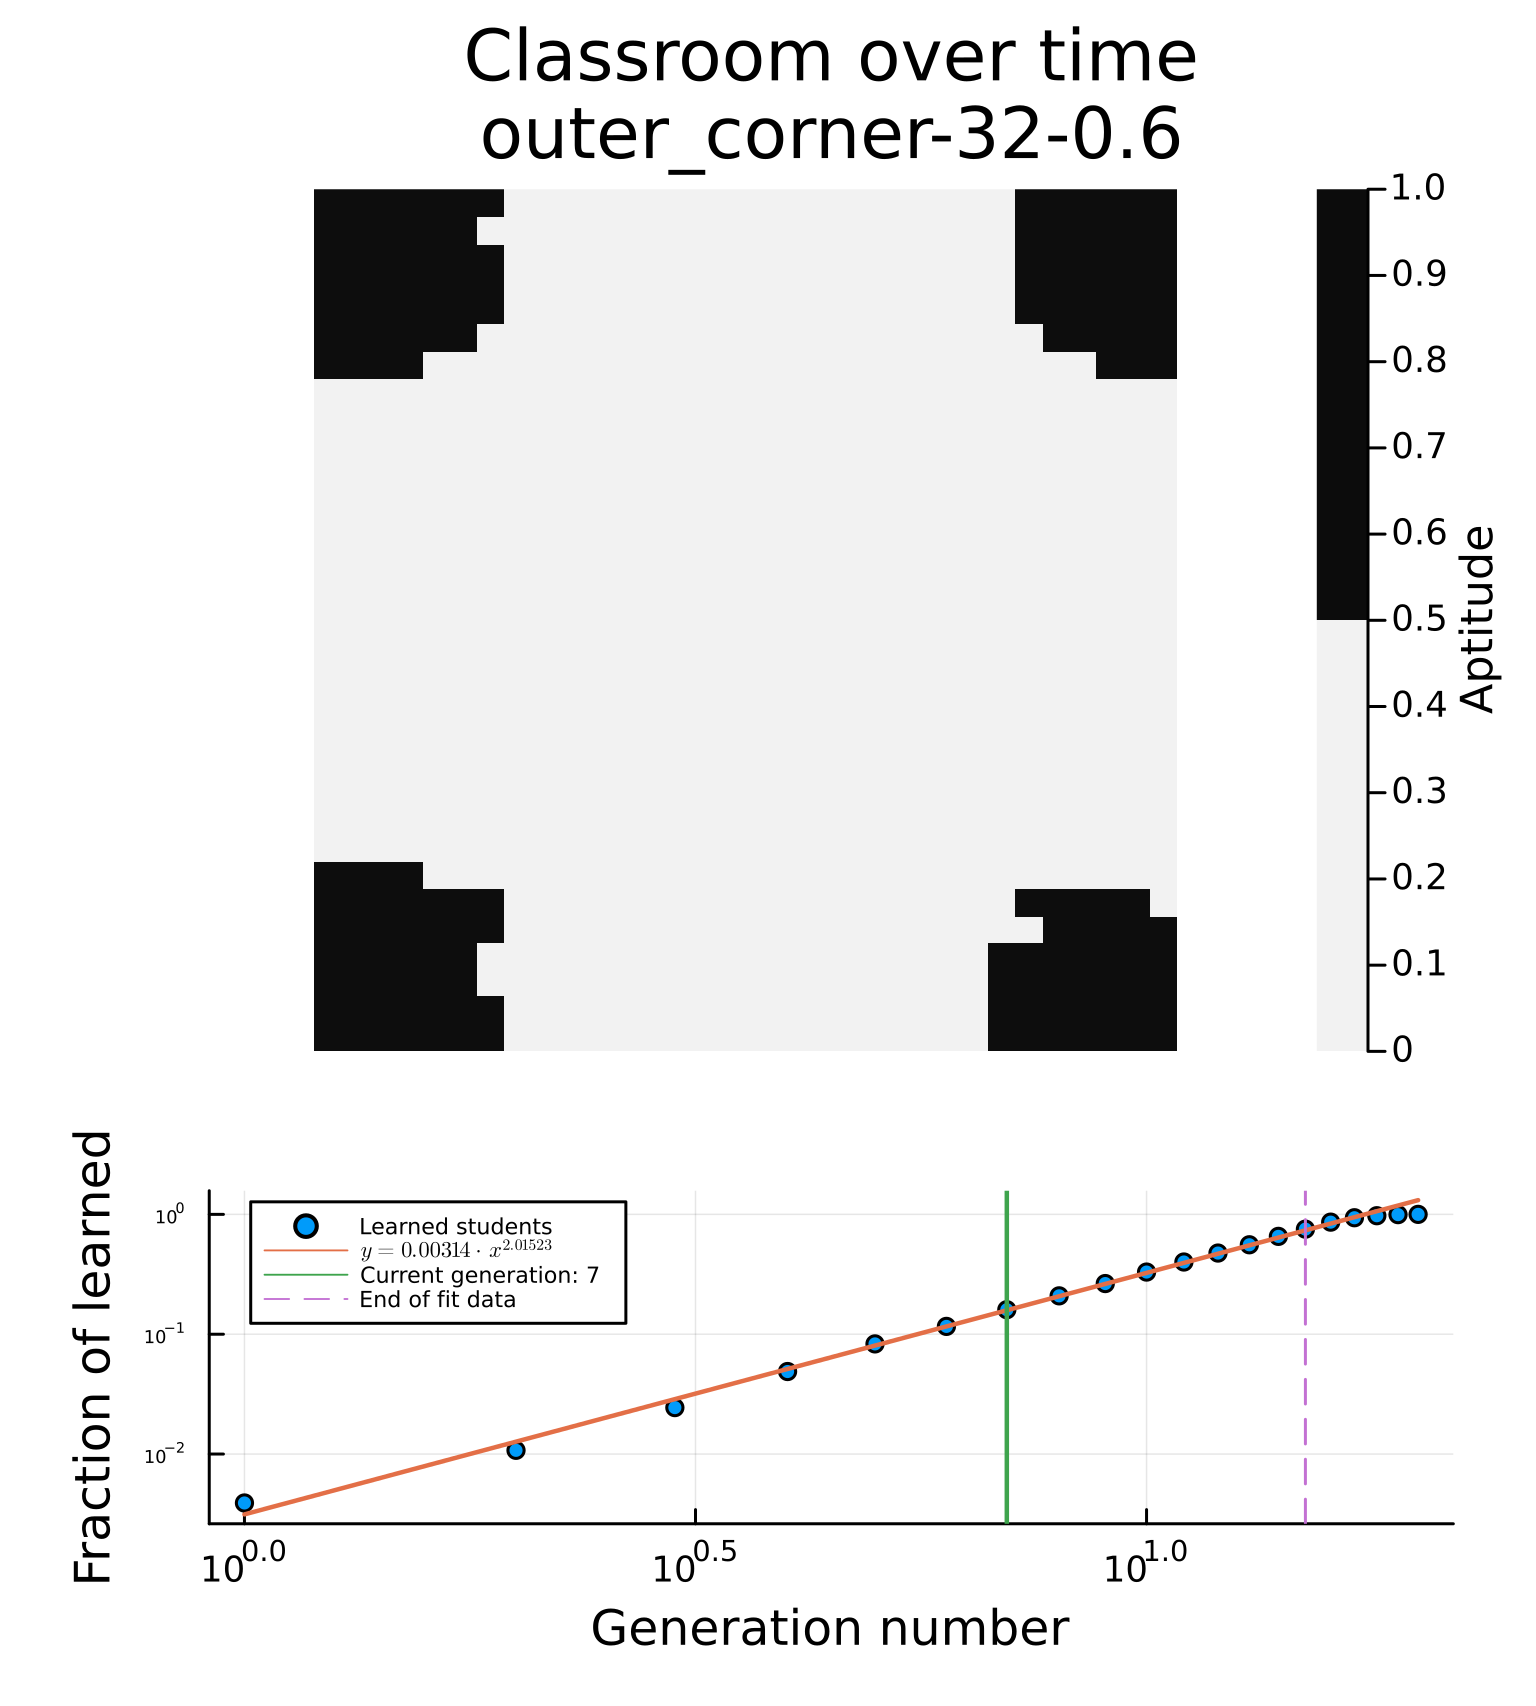 Classroom over time
outer_corner-32-0.6
1.0
0.9
0.8
0.7
0.6
0.5
0.4
0.3
0.2
0.1
0
Aptitude
Fraction of learned
10^0
10^-1
10^-2
Learned students
y = 0.00314 · x^2.01523
Current generation: 7
End of fit data
10^0.0
10^0.5
10^1.0
Generation number